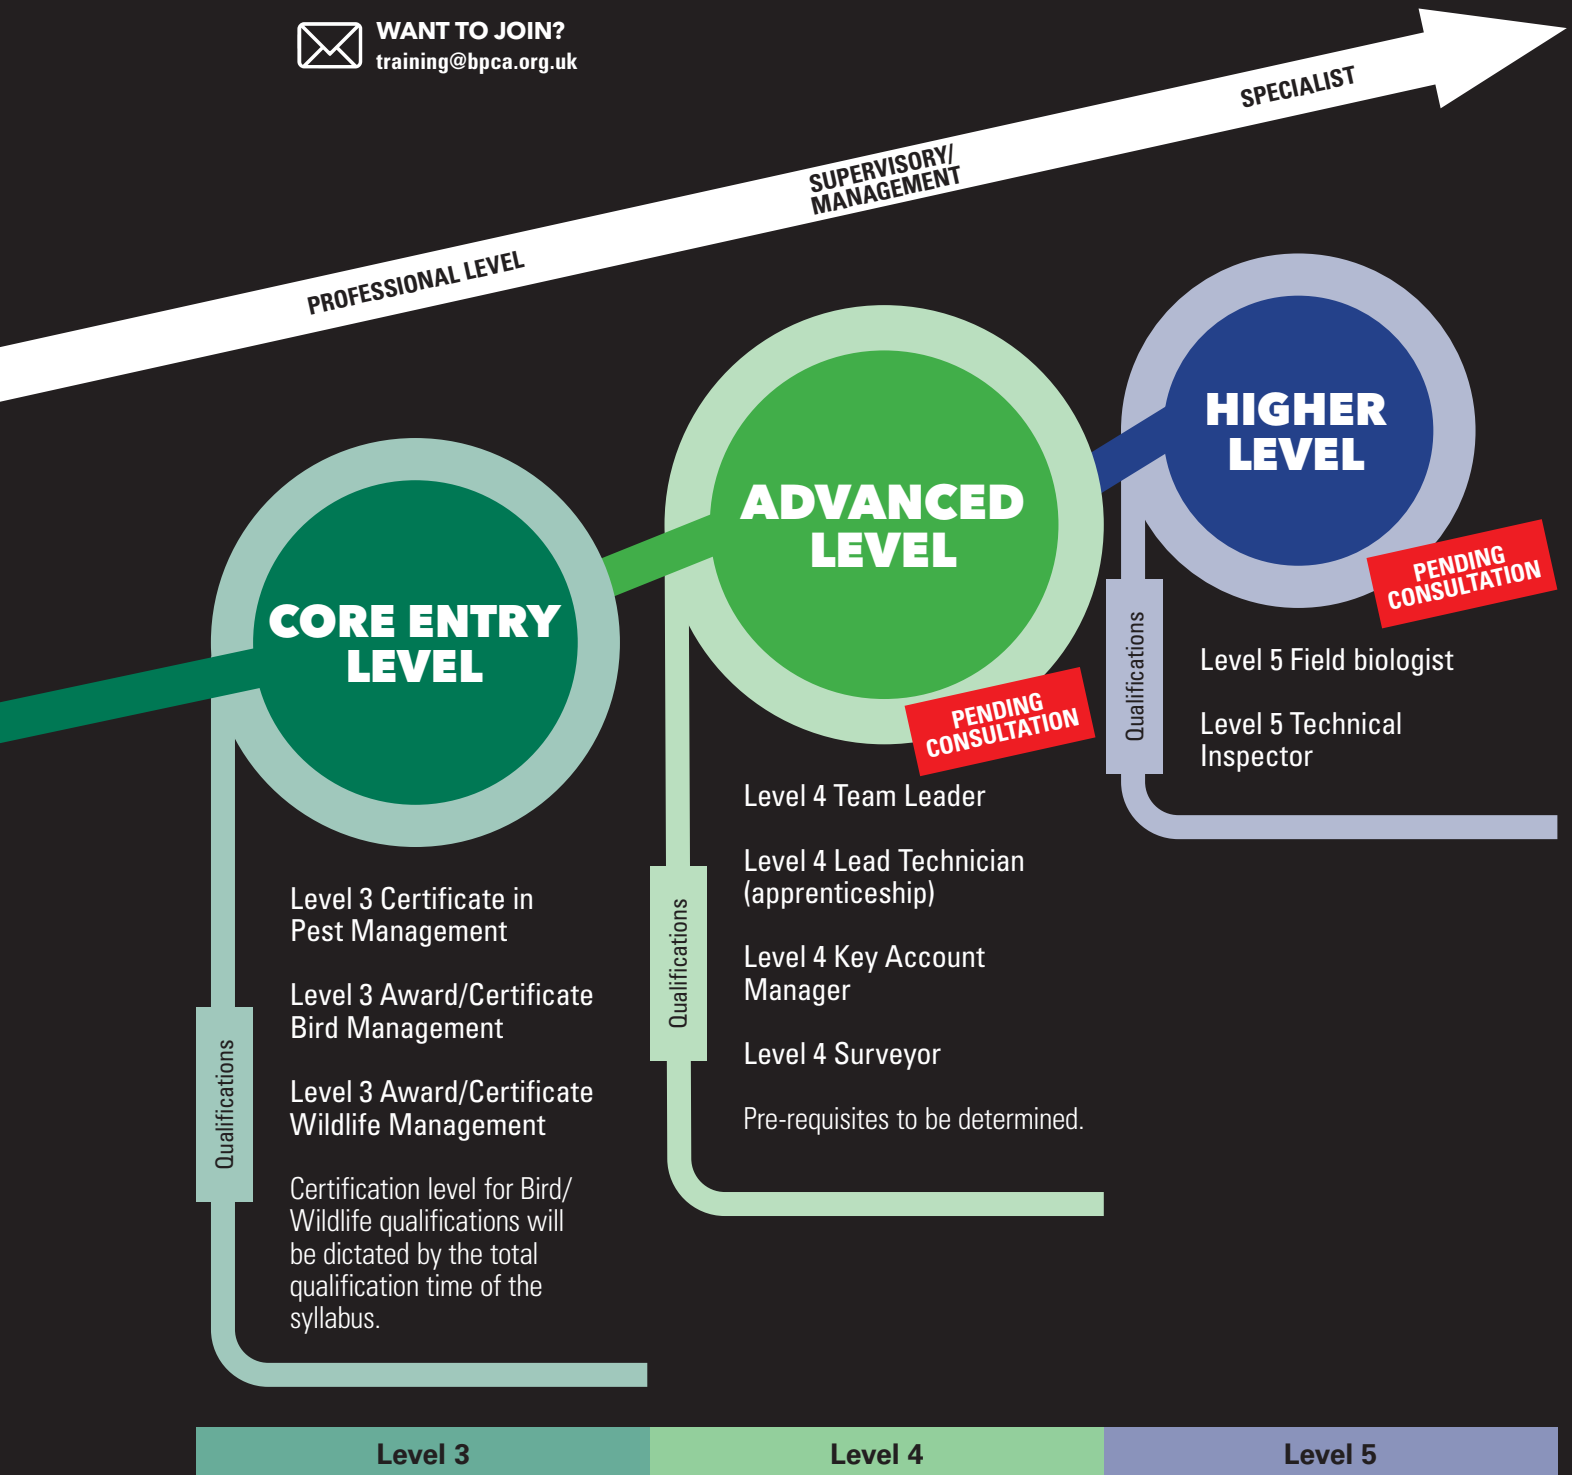 WANT TO JOIN?
training@bpca.org.uk
PROFESSIONAL LEVEL
SUPERVISORY/
MANAGEMENT
SPECIALIST
CORE ENTRY
LEVEL
Qualifications
Level 3 Certificate in
Pest Management
Level 3 Award/Certificate
Bird Management
Level 3 Award/Certificate
Wildlife Management
Certification level for Bird/
Wildlife qualifications will
be dictated by the total
qualification time of the
syllabus.
Level 3
ADVANCED
LEVEL
PENDING
CONSULTATION
Qualifications
Level 4 Team Leader
Level 4 Lead Technician
(apprenticeship)
Level 4 Key Account
Manager
Level 4 Surveyor
Pre-requisites to be determined.
Level 4
HIGHER
LEVEL
PENDING
CONSULTATION
Qualifications
Level 5 Field biologist
Level 5 Technical
Inspector
Level 5